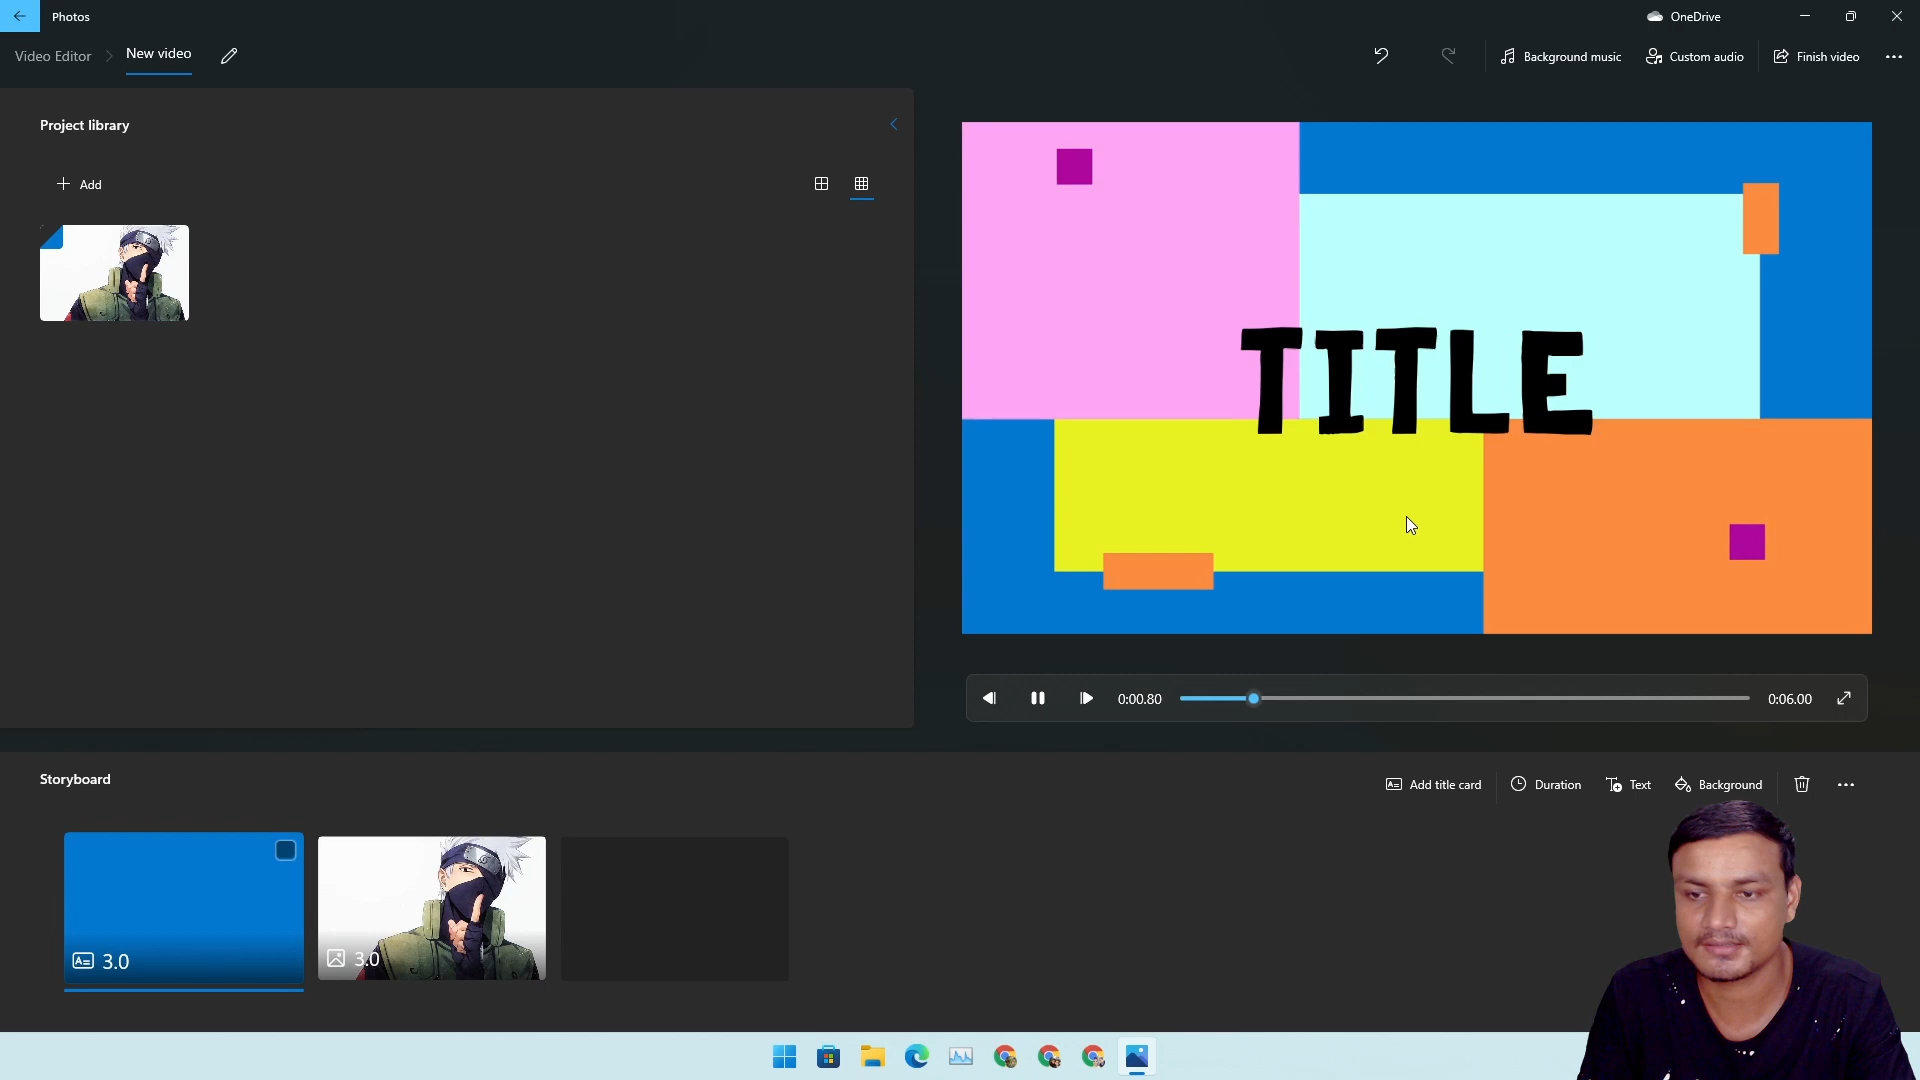 Photos
OneDrive
Video Editor
New video
Background music
Custom audio
Finish video
Project library
Add
TITLE
0:00.80
0:06.00
Storyboard
Add title card
Duration
Text
Background
3.0
3.0